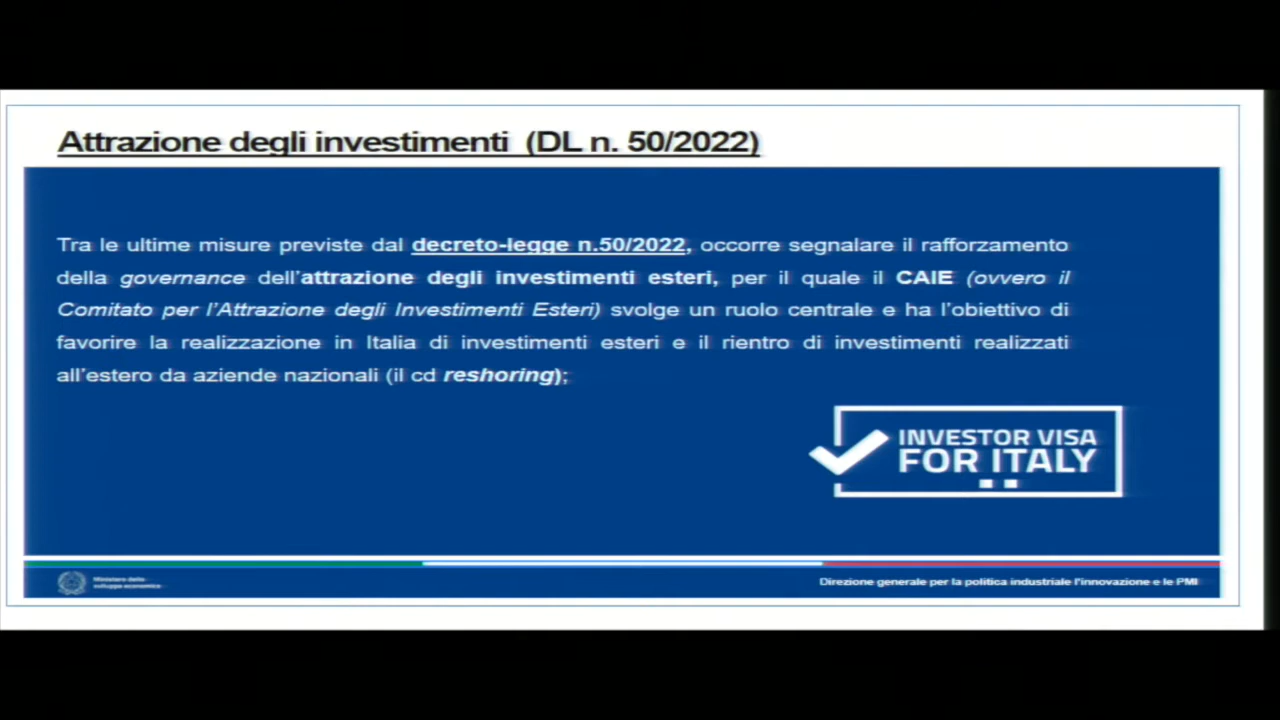 Attrazione degli investimenti (DL n. 50/2022)
Tra le ultime misure previste dal decreto-legge n.50/2022, occorre segnalare il rafforzamento
della governance dell'attrazione degli investimenti esteri, per il quale il CAIE (ovvero il
Comitato per l'Attrazione degli Investimenti Esteri) svolge un ruolo centrale e ha l'obiettivo di
favorire la realizzazione in Italia di investimenti esteri e il rientro di investimenti realizzati
all'estero da aziende nazionali (il cd reshoring);
INVESTOR VISA
FOR ITALY
Ministero dello
sviluppo economico
Direzione generale per la politica industriale l'innovazione e le PMI